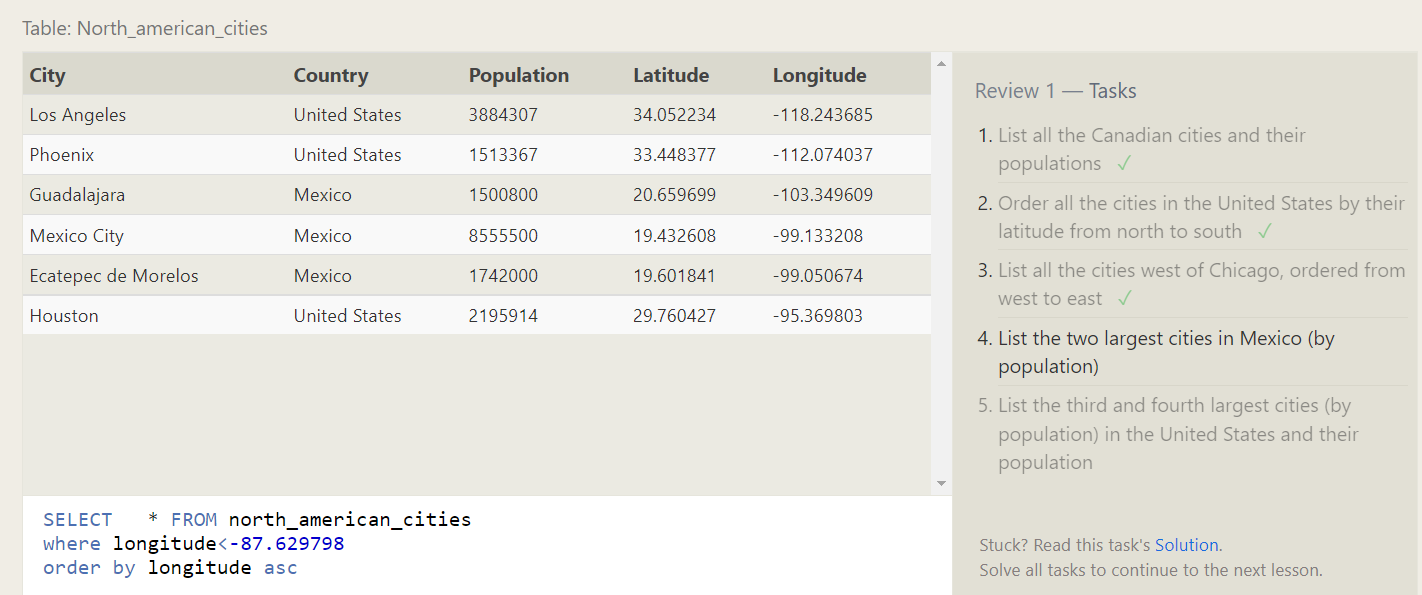 Table: North_american_cities
City Country Population Latitude Longitude
Los Angeles United States 3884307 34.052234 -118.243685
Phoenix United States 1513367 33.448377 -112.074037
Guadalajara Mexico 1500800 20.659699 -103.349609
Mexico City Mexico 8555500 19.432608 -99.133208
Ecatepec de Morelos Mexico 1742000 19.601841 -99.050674
Houston United States 2195914 29.760427 -95.369803
SELECT * FROM north_american_cities
where longitude<-87.629798
order by longitude asc
Review 1 — Tasks
1. List all the Canadian cities and their
populations ✓
2. Order all the cities in the United States by their
latitude from north to south ✓
3. List all the cities west of Chicago, ordered from
west to east ✓
4. List the two largest cities in Mexico (by
population)
5. List the third and fourth largest cities (by
population) in the United States and their
population
Stuck? Read this task's Solution.
Solve all tasks to continue to the next lesson.